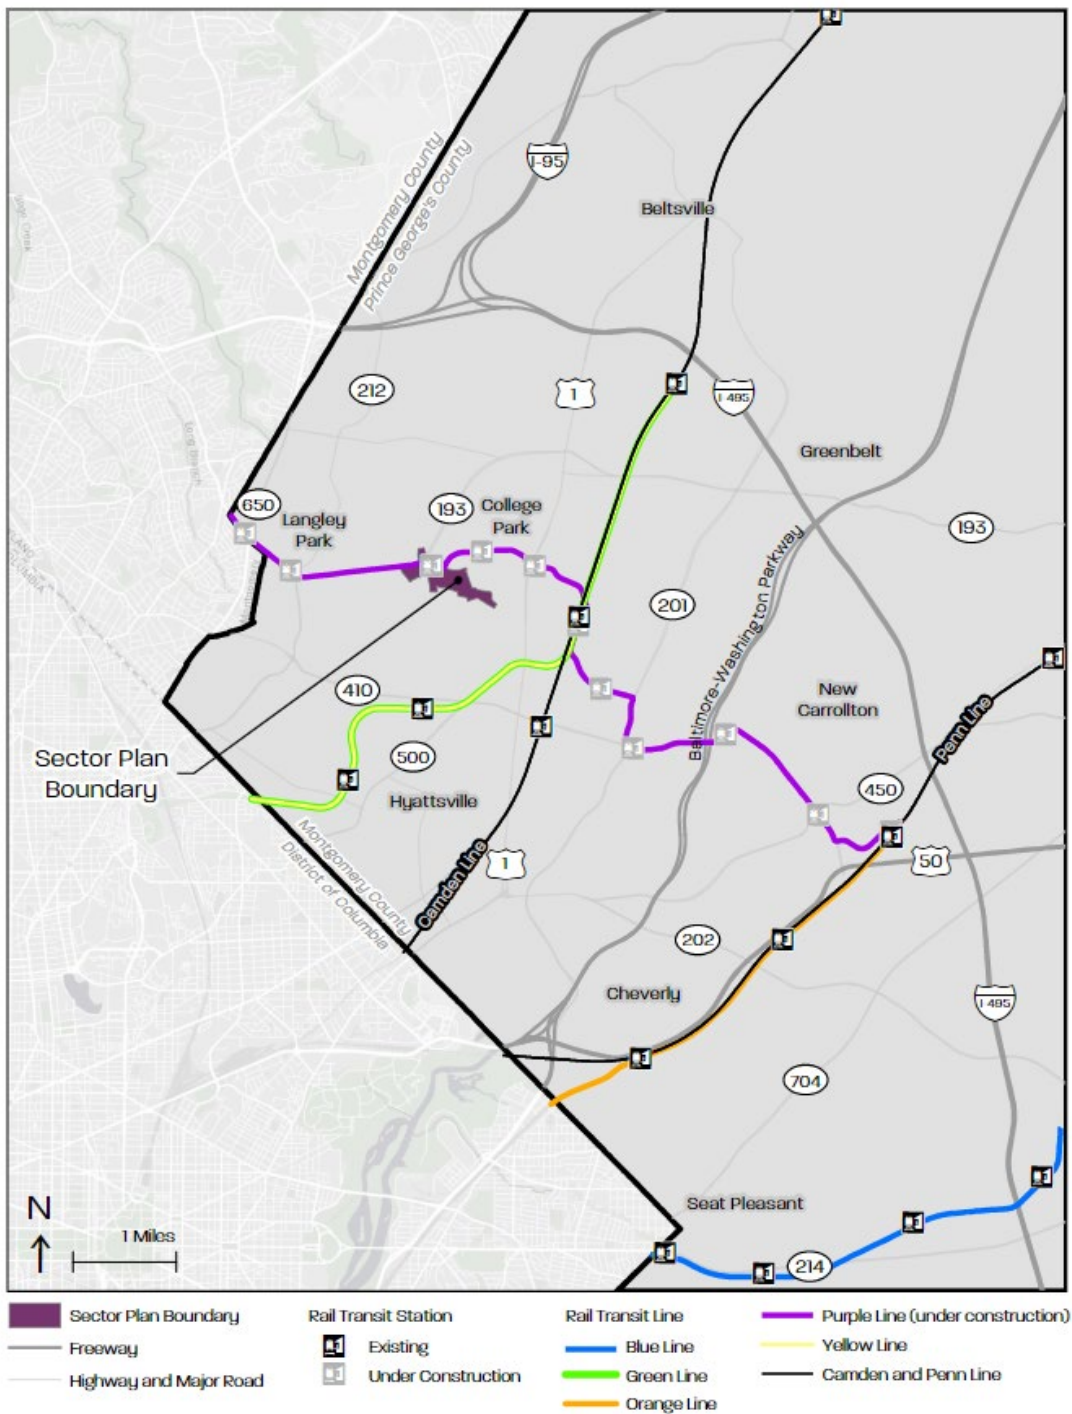 I-95
Montgomery County
Prince George's County
Beltsville
212
1
I-495
Greenbelt
650
Langley
Park
193
College
Park
193
Long Branch
201
Baltimore-Washington Parkway
410
New
Carrollton
Penn Line
Sector Plan
Boundary
500
Hyattsville
450
Montgomery County
District of Columbia
Camden Line
1
50
202
Cheverly
I 495
704
N
1 Miles
Seat Pleasant
214
Sector Plan Boundary
Freeway
Highway and Major Road
Rail Transit Station
Existing
Under Construction
Rail Transit Line
Blue Line
Green Line
Orange Line
Purple Line (under construction)
Yellow Line
Camden and Penn Line